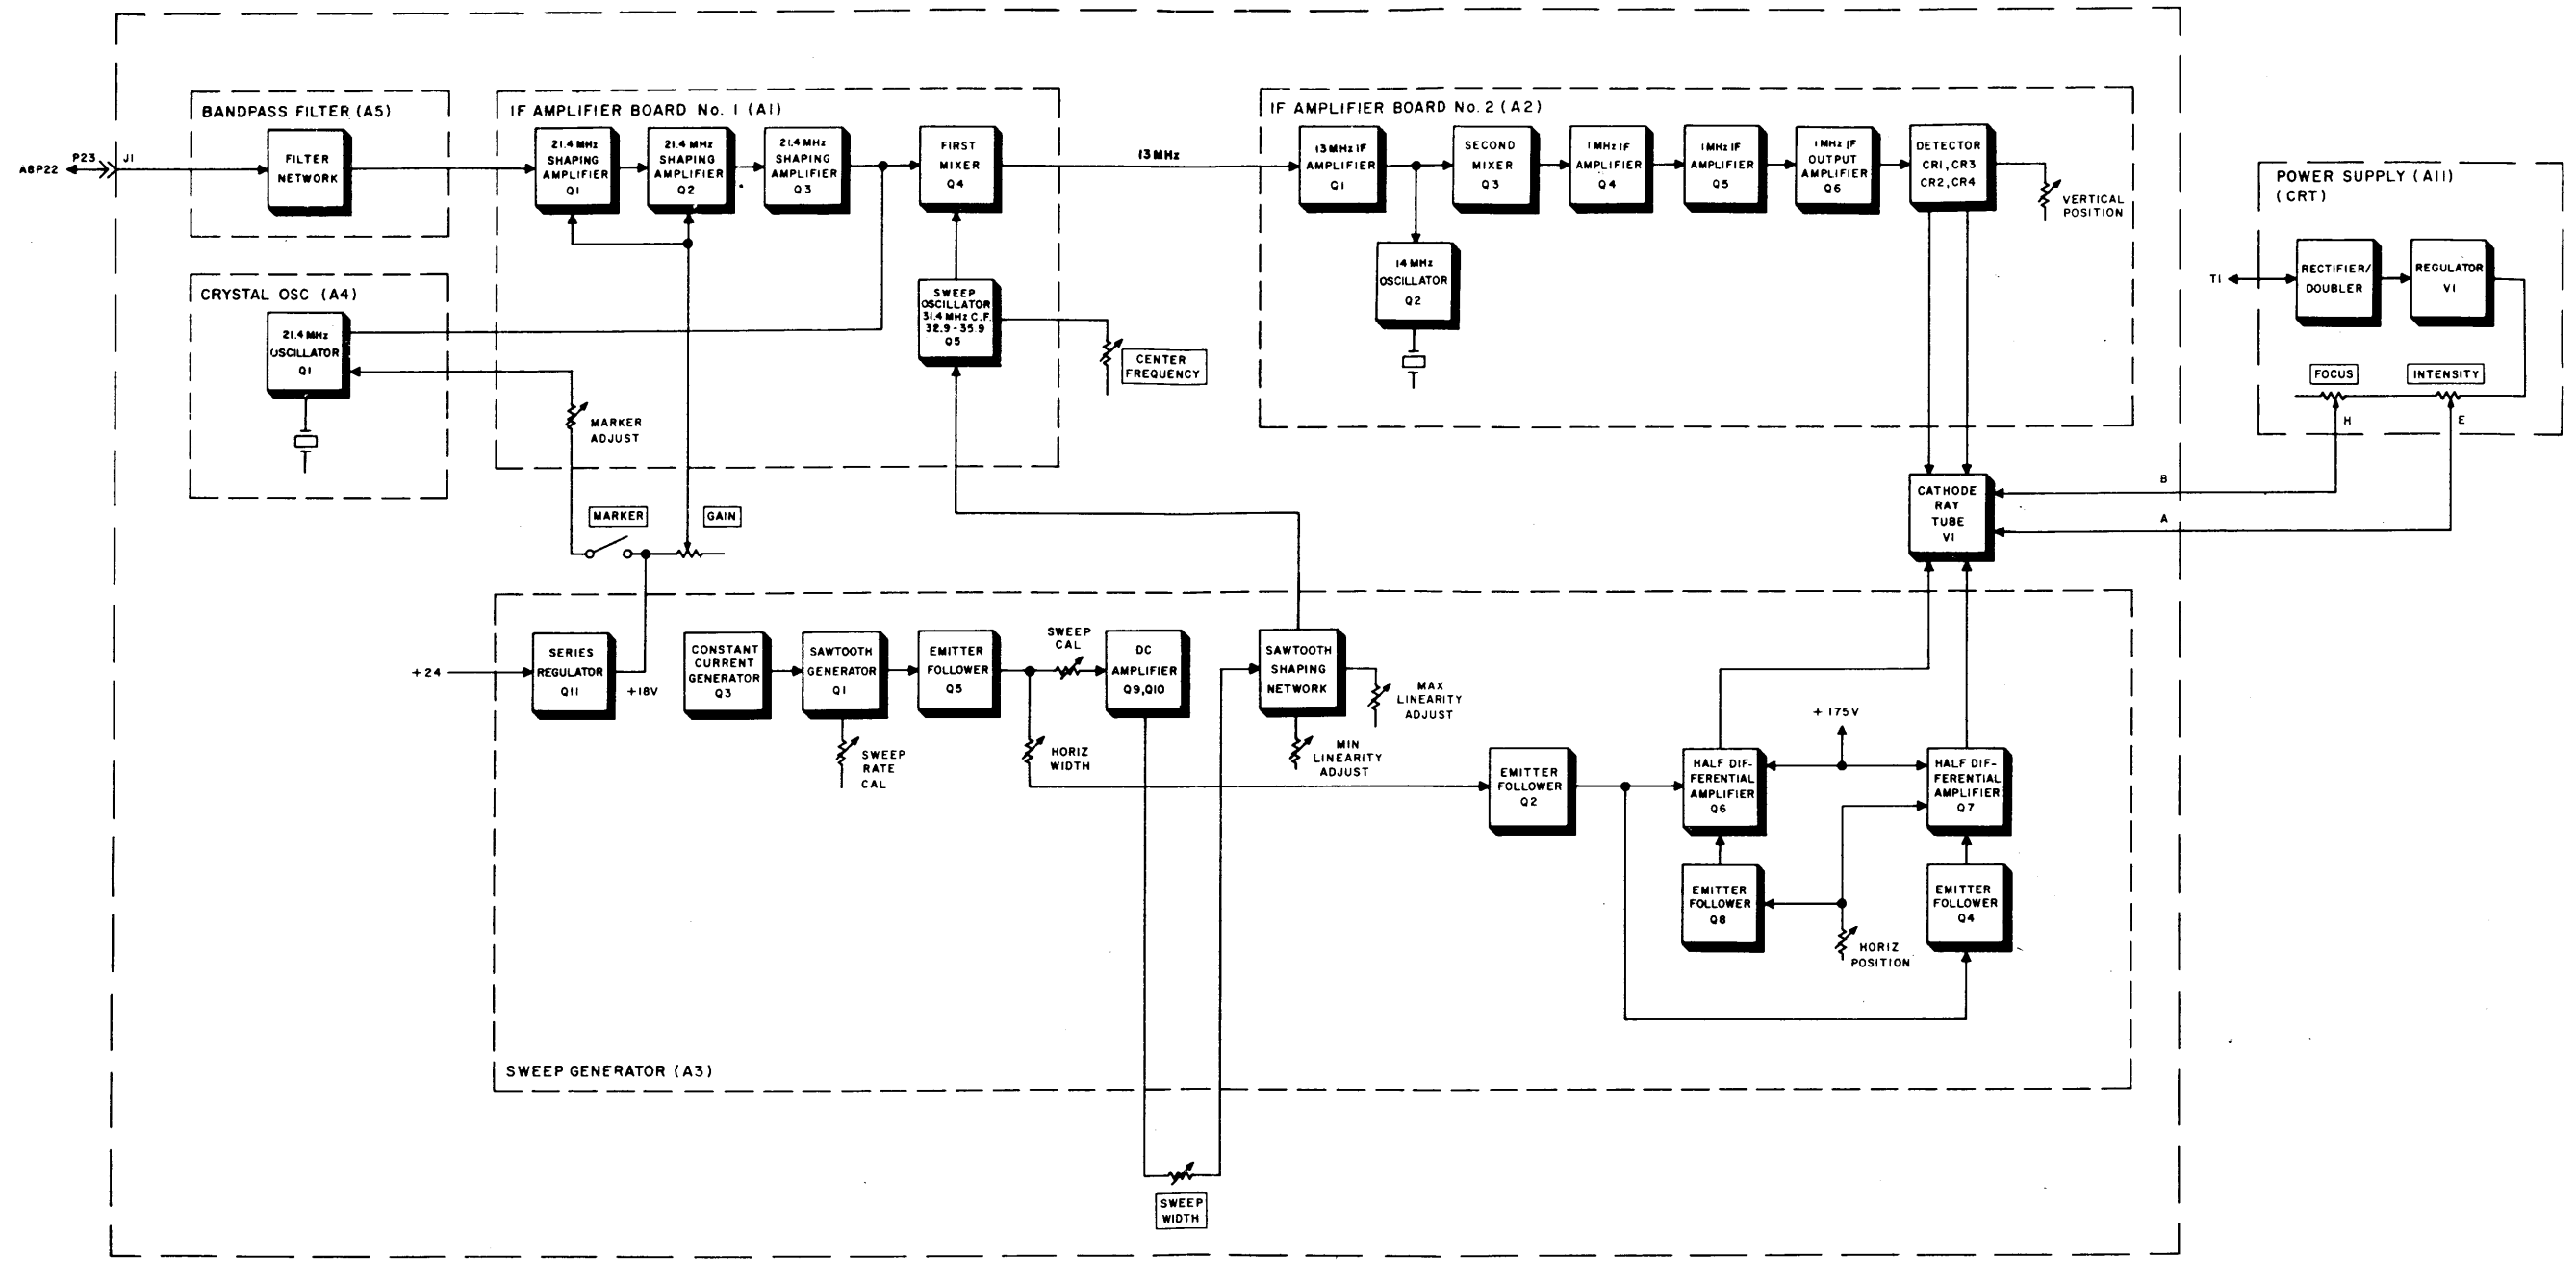 BANDPASS FILTER (A5)
FILTER
NETWORK
A8P22
P23
J1
CRYSTAL OSC (A4)
21.4 MHz
OSCILLATOR
Q1
IF AMPLIFIER BOARD No. 1 (A1)
21.4 MHz
SHAPING
AMPLIFIER
Q1
21.4 MHz
SHAPING
AMPLIFIER
Q2
21.4 MHz
SHAPING
AMPLIFIER
Q3
FIRST
MIXER
Q4
SWEEP
OSCILLATOR
31.4 MHz C.F.
32.9-35.9
Q5
CENTER
FREQUENCY
MARKER
ADJUST
MARKER
GAIN
13 MHz
IF AMPLIFIER BOARD No. 2 (A2)
13 MHz IF
AMPLIFIER
Q1
SECOND
MIXER
Q3
1 MHz IF
AMPLIFIER
Q4
1 MHz IF
AMPLIFIER
Q5
1 MHz IF
OUTPUT
AMPLIFIER
Q6
DETECTOR
CR1, CR3
CR2, CR4
VERTICAL
POSITION
14 MHz
OSCILLATOR
Q2
POWER SUPPLY (A11)
(CRT)
T1
RECTIFIER/
DOUBLER
REGULATOR
V1
FOCUS
INTENSITY
H
E
B
A
CATHODE
RAY
TUBE
V1
+24
SERIES
REGULATOR
Q11
+18V
CONSTANT
CURRENT
GENERATOR
Q3
SAWTOOTH
GENERATOR
Q1
SWEEP
RATE
CAL
EMITTER
FOLLOWER
Q5
SWEEP
CAL
HORIZ
WIDTH
DC
AMPLIFIER
Q9,Q10
SAWTOOTH
SHAPING
NETWORK
MAX
LINEARITY
ADJUST
MIN
LINEARITY
ADJUST
EMITTER
FOLLOWER
Q2
HALF DIF-
FERENTIAL
AMPLIFIER
Q6
+175V
HALF DIF-
FERENTIAL
AMPLIFIER
Q7
EMITTER
FOLLOWER
Q8
HORIZ
POSITION
EMITTER
FOLLOWER
Q4
SWEEP GENERATOR (A3)
SWEEP
WIDTH